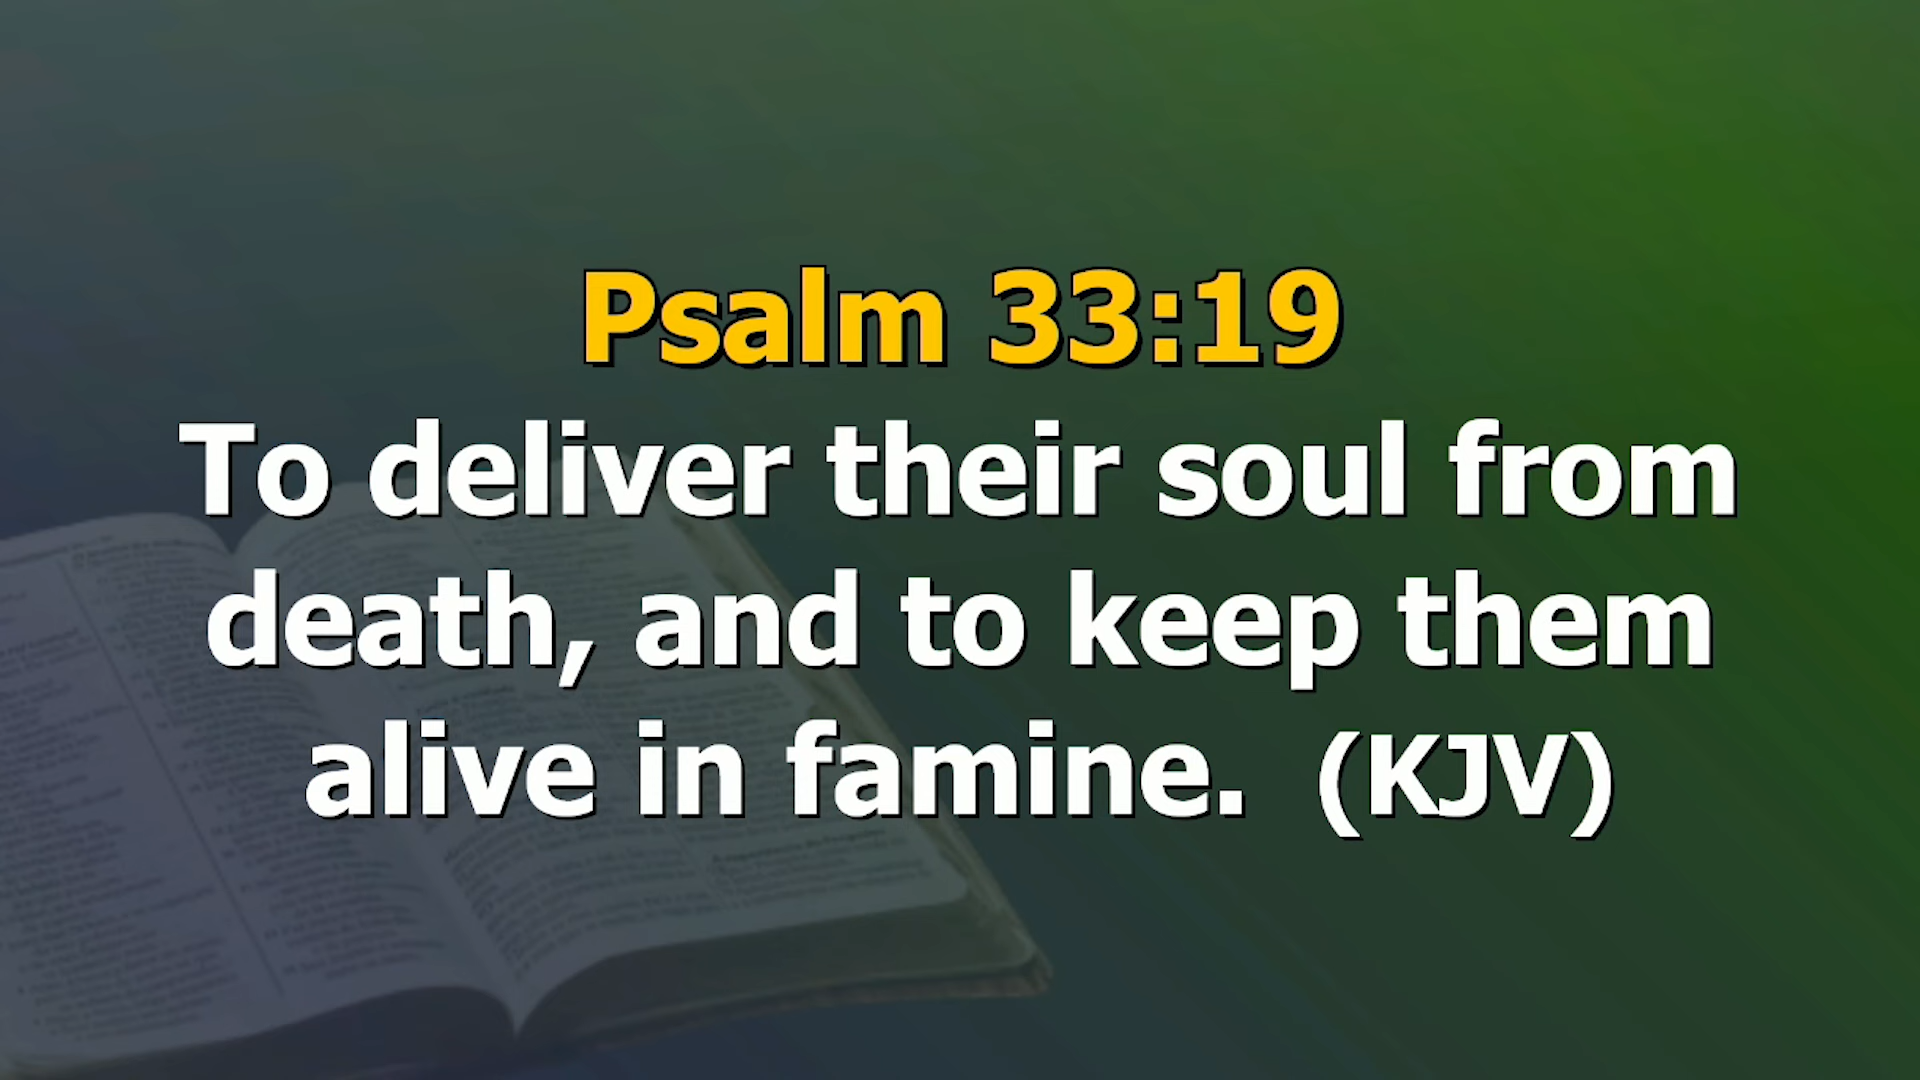 Psalm 33:19
To deliver their soul from
death, and to keep them
alive in famine.  (KJV)